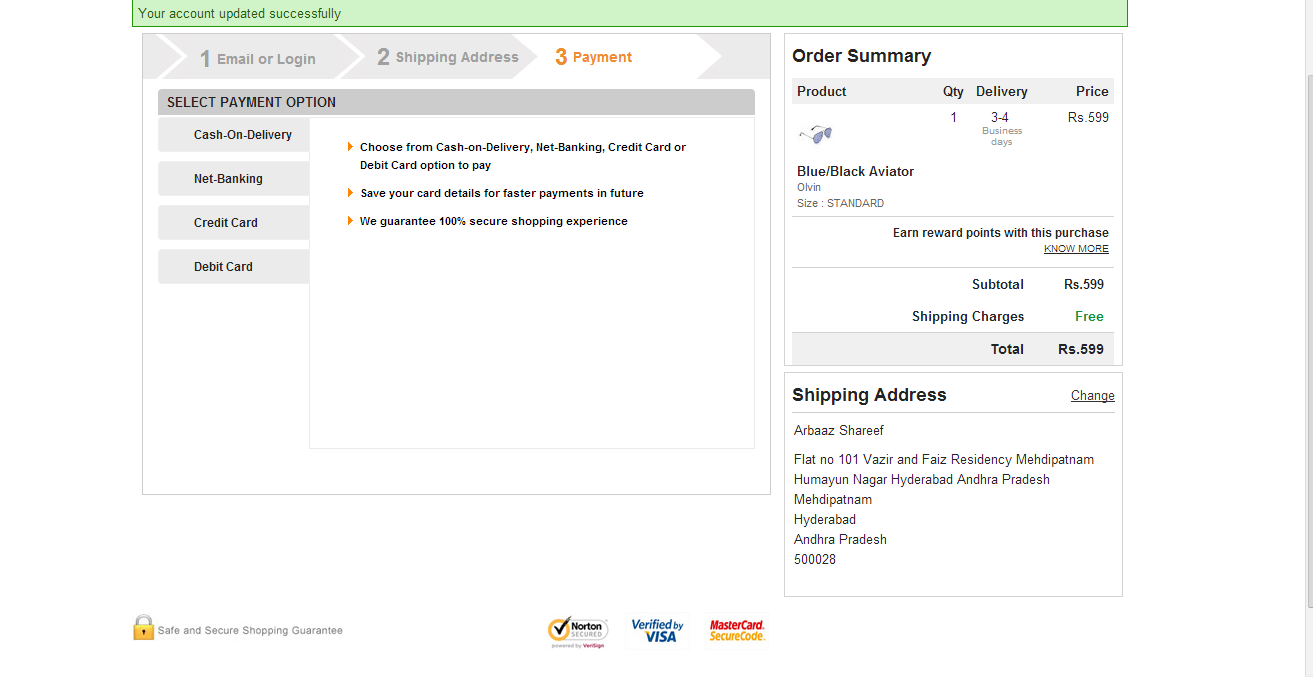 Your account updated successfully
1 Email or Login
2 Shipping Address
3 Payment
SELECT PAYMENT OPTION
Cash-On-Delivery
Net-Banking
Credit Card
Debit Card
Choose from Cash-on-Delivery, Net-Banking, Credit Card or
Debit Card option to pay
Save your card details for faster payments in future
We guarantee 100% secure shopping experience
Order Summary
Product Qty Delivery Price
1 3-4 Rs.599
Business
days
Blue/Black Aviator
Olvin
Size : STANDARD
Earn reward points with this purchase
KNOW MORE
Subtotal Rs.599
Shipping Charges Free
Total Rs.599
Shipping Address Change
Arbaaz Shareef
Flat no 101 Vazir and Faiz Residency Mehdipatnam
Humayun Nagar Hyderabad Andhra Pradesh
Mehdipatnam
Hyderabad
Andhra Pradesh
500028
Safe and Secure Shopping Guarantee
Norton
SECURED
powered by VeriSign
Verified by
VISA
MasterCard.
SecureCode.